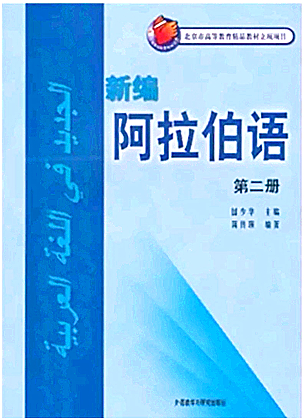 北京市高等教育精品教材立项项目
新编
阿拉伯语
第二册
国少华 主编
编著
الجديد في اللغة العربية
外语教学与研究出版社